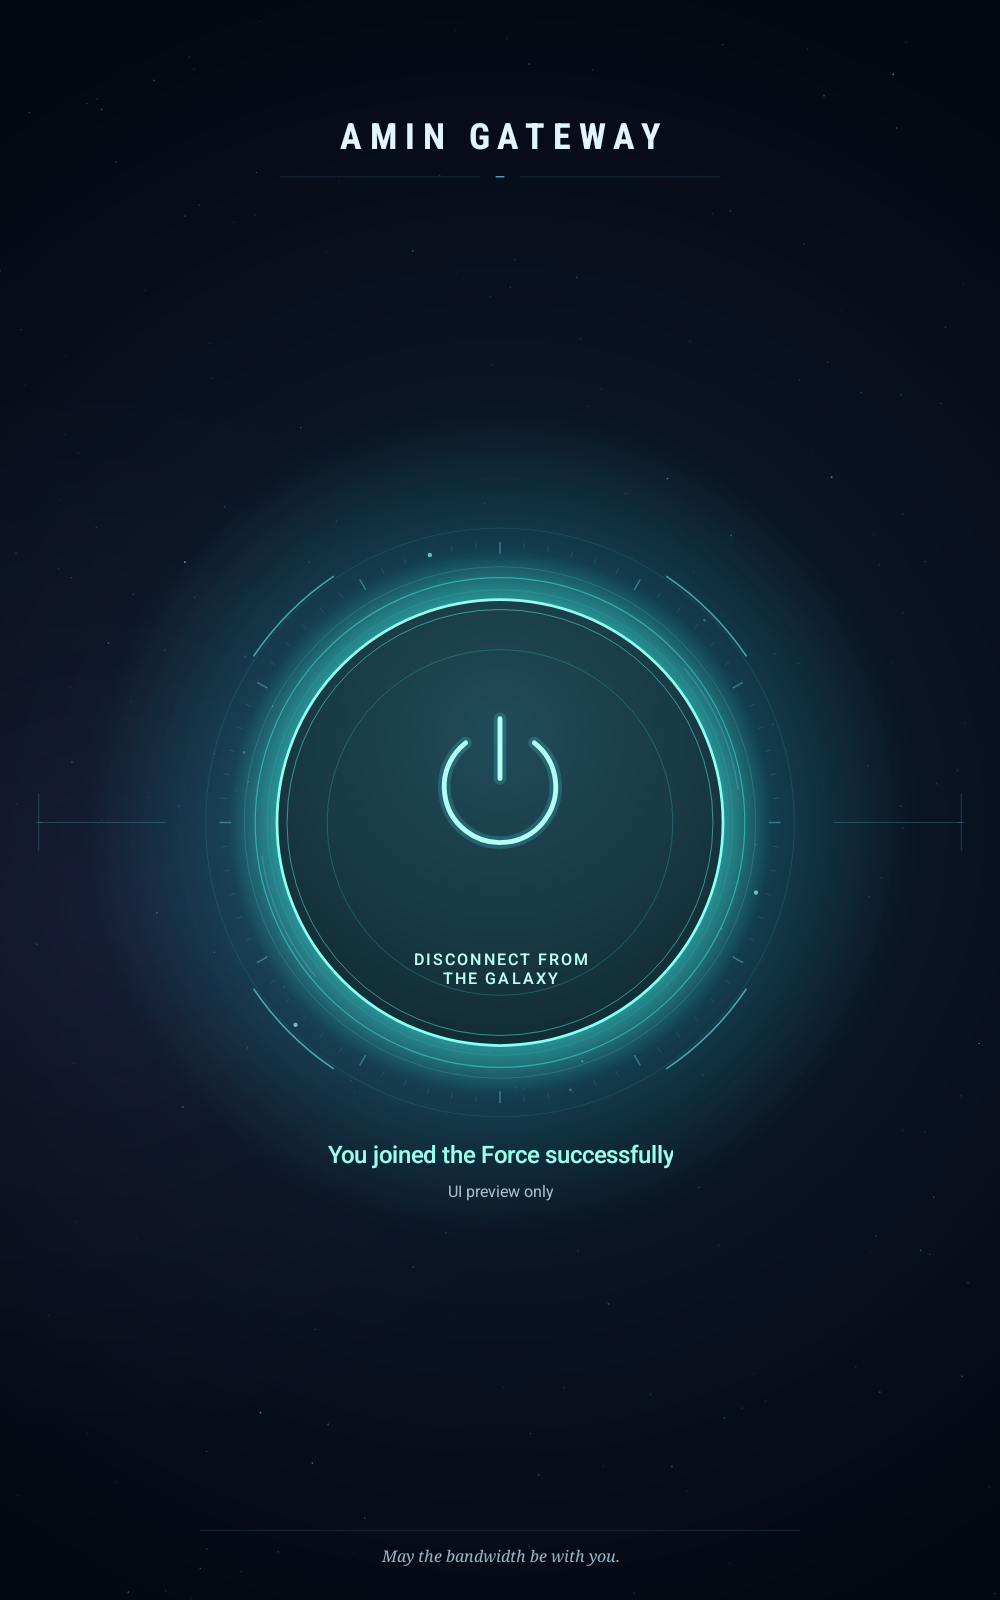 AMIN GATEWAY
DISCONNECT FROM
THE GALAXY
You joined the Force successfully
UI preview only
May the bandwidth be with you.